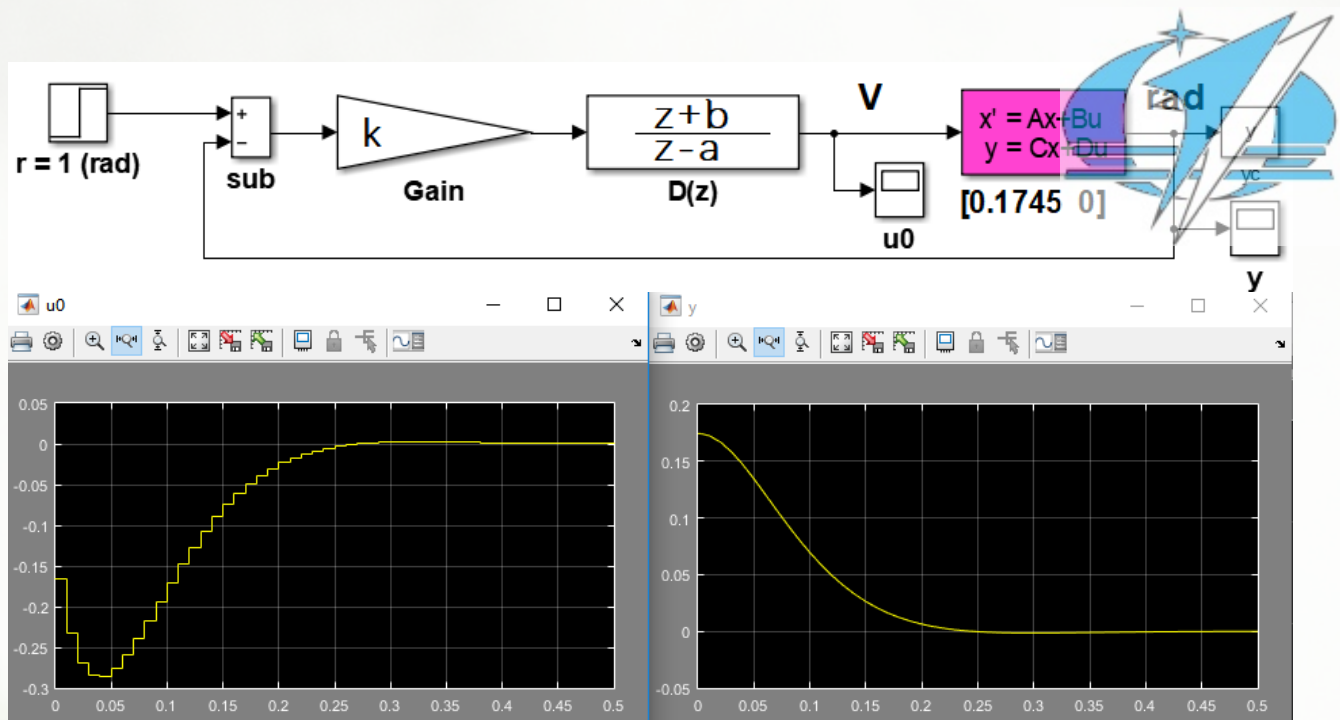 r = 1 (rad)
+
−
sub
k
Gain
z+b
z-a
D(z)
V
u0
x' = Ax+Bu
y = Cx+Du
[0.1745 0]
rad
y
yc
y
u0
0.05
0
-0.05
-0.1
-0.15
-0.2
-0.25
-0.3
0 0.05 0.1 0.15 0.2 0.25 0.3 0.35 0.4 0.45 0.5
y
0.2
0.15
0.1
0.05
0
-0.05
0 0.05 0.1 0.15 0.2 0.25 0.3 0.35 0.4 0.45 0.5